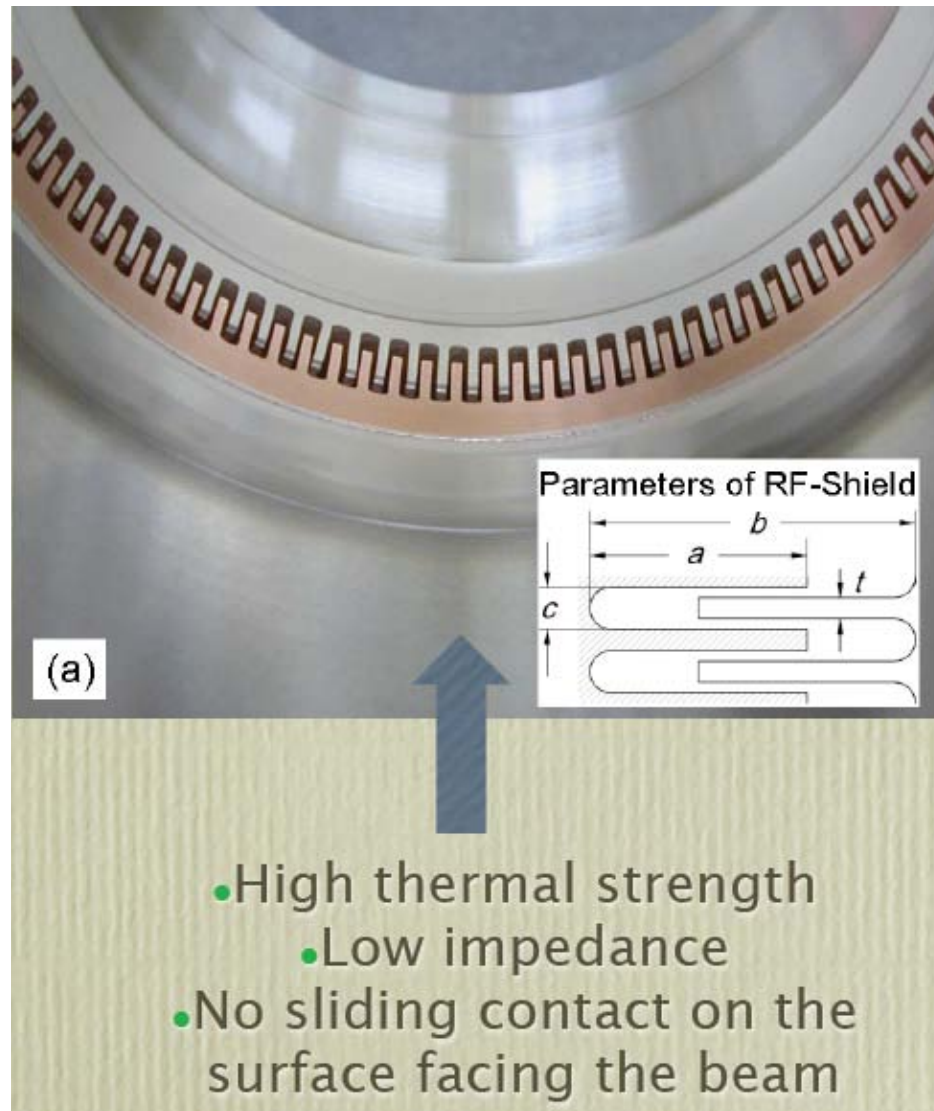 Parameters of RF-Shield
b
a
t
c
(a)
•High thermal strength
•Low impedance
•No sliding contact on the
surface facing the beam